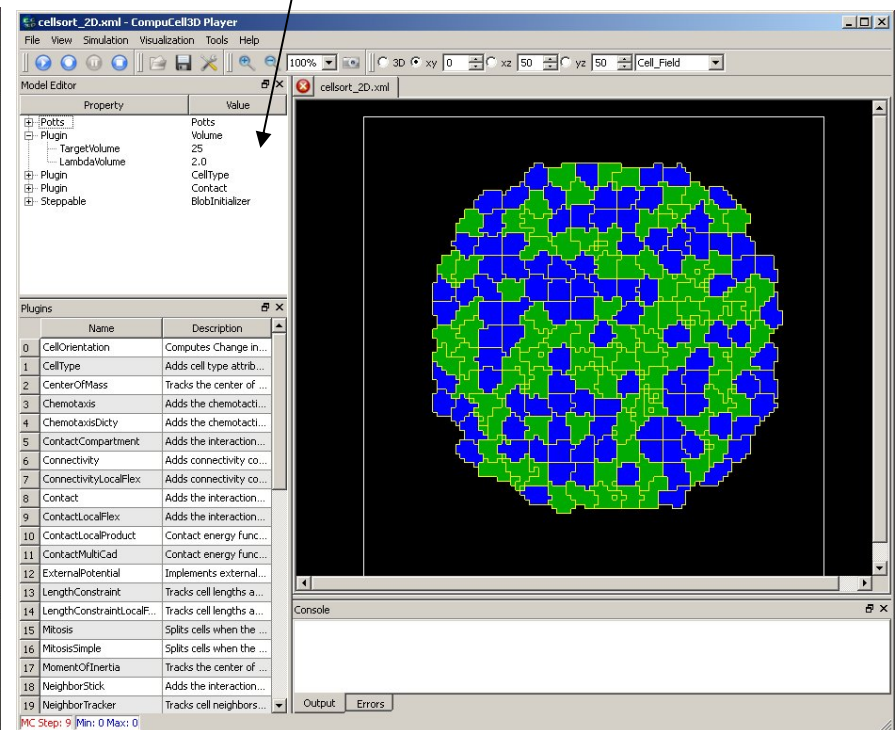 cellsort_2D.xml - CompuCell3D Player
File View Simulation Visualization Tools Help
100% 3D xy 0 xz 50 yz 50 Cell_Field
Model Editor
cellsort_2D.xml
Property Value
Potts Potts
Plugin Volume
TargetVolume 25
LambdaVolume 2.0
Plugin CellType
Plugin Contact
Steppable BlobInitializer
Plugins
Name Description
0 CellOrientation Computes Change in...
1 CellType Adds cell type attrib...
2 CenterOfMass Tracks the center of ...
3 Chemotaxis Adds the chemotacti...
4 ChemotaxisDicty Adds the chemotacti...
5 ContactCompartment Adds the interaction...
6 Connectivity Adds connectivity co...
7 ConnectivityLocalFlex Adds connectivity co...
8 Contact Adds the interaction...
9 ContactLocalFlex Adds the interaction...
10 ContactLocalProduct Contact energy func...
11 ContactMultiCad Contact energy func...
12 ExternalPotential Implements external...
13 LengthConstraint Tracks cell lengths a...
14 LengthConstraintLocalF... Tracks cell lengths a...
15 Mitosis Splits cells when the ...
16 MitosisSimple Splits cells when the ...
17 MomentOfInertia Tracks the center of ...
18 NeighborStick Adds the interaction...
19 NeighborTracker Tracks cell neighbors...
Console
Output Errors
MC Step: 9 Min: 0 Max: 0